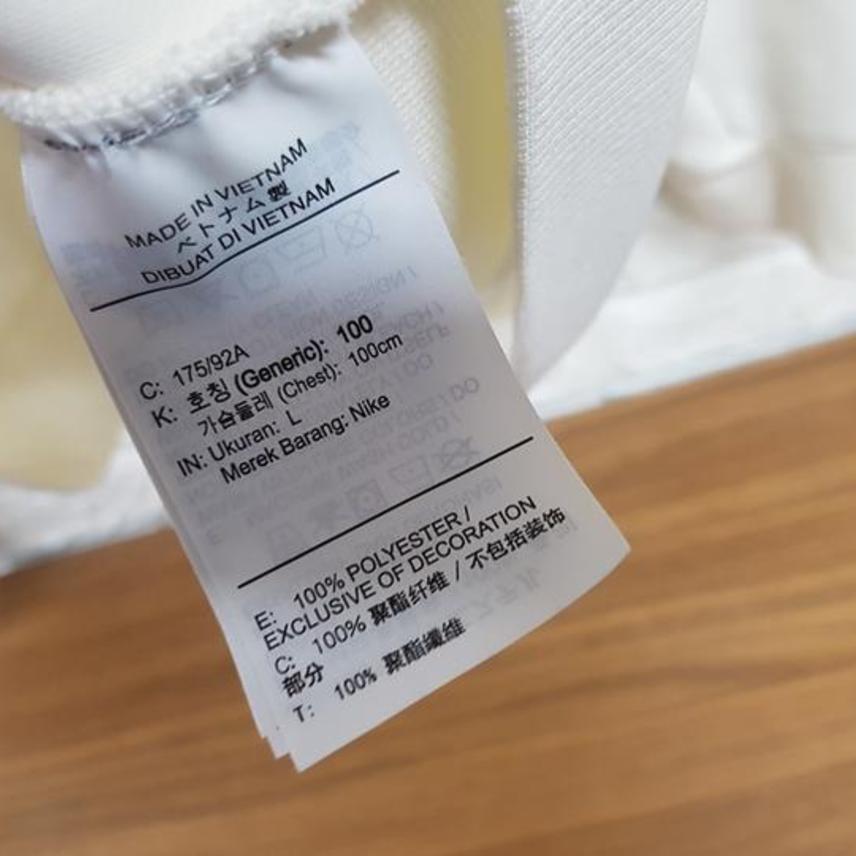 MADE IN VIETNAM
ベトナム製
DIBUAT DI VIETNAM
C: 175/92A
K: 호칭 (Generic): 100
가슴둘레 (Chest): 100cm
IN: Ukuran: L
Merek Barang: Nike
E: 100% POLYESTER /
EXCLUSIVE OF DECORATION
C: 100% 聚酯纤维 / 不包括装饰
部分
T: 100% 聚酯纖維